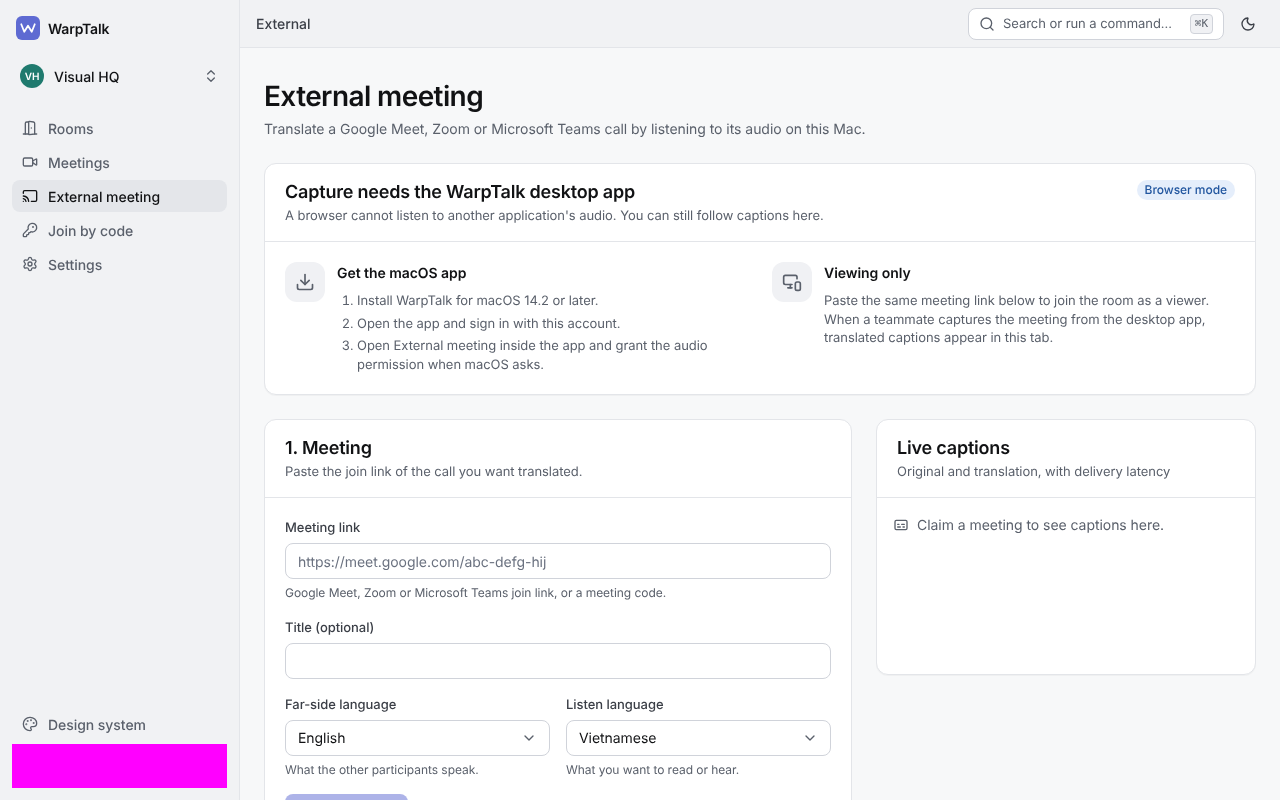 WarpTalk
VH Visual HQ
Rooms
Meetings
External meeting
Join by code
Settings
Design system
External
Search or run a command... ⌘K
External meeting
Translate a Google Meet, Zoom or Microsoft Teams call by listening to its audio on this Mac.
Capture needs the WarpTalk desktop app
Browser mode
A browser cannot listen to another application's audio. You can still follow captions here.
Get the macOS app
1. Install WarpTalk for macOS 14.2 or later.
2. Open the app and sign in with this account.
3. Open External meeting inside the app and grant the audio
permission when macOS asks.
Viewing only
Paste the same meeting link below to join the room as a viewer.
When a teammate captures the meeting from the desktop app,
translated captions appear in this tab.
1. Meeting
Paste the join link of the call you want translated.
Meeting link
https://meet.google.com/abc-defg-hij
Google Meet, Zoom or Microsoft Teams join link, or a meeting code.
Title (optional)
Far-side language
English
What the other participants speak.
Listen language
Vietnamese
What you want to read or hear.
Live captions
Original and translation, with delivery latency
Claim a meeting to see captions here.